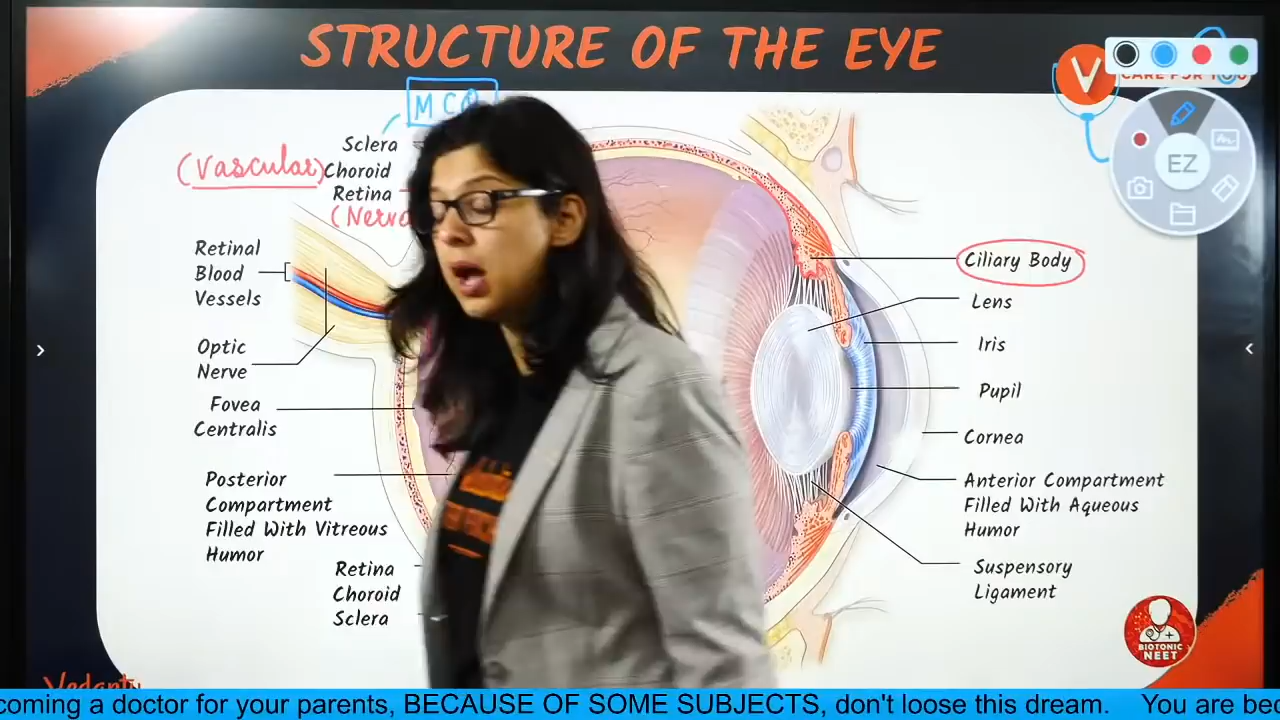 STRUCTURE OF THE EYE
CARE FOR YOU
V
EZ
MCQ
Sclera
(Vascular) Choroid
Retina
Retinal
Blood
Vessels
Optic
Nerve
Fovea
Centralis
Posterior
Compartment
Filled With Vitreous
Humor
Retina
Choroid
Sclera
Ciliary Body
Lens
Iris
Pupil
Cornea
Anterior Compartment
Filled With Aqueous
Humor
Suspensory
Ligament
BIOTONIC
NEET
coming a doctor for your parents, BECAUSE OF SOME SUBJECTS, don't loose this dream. You are bec